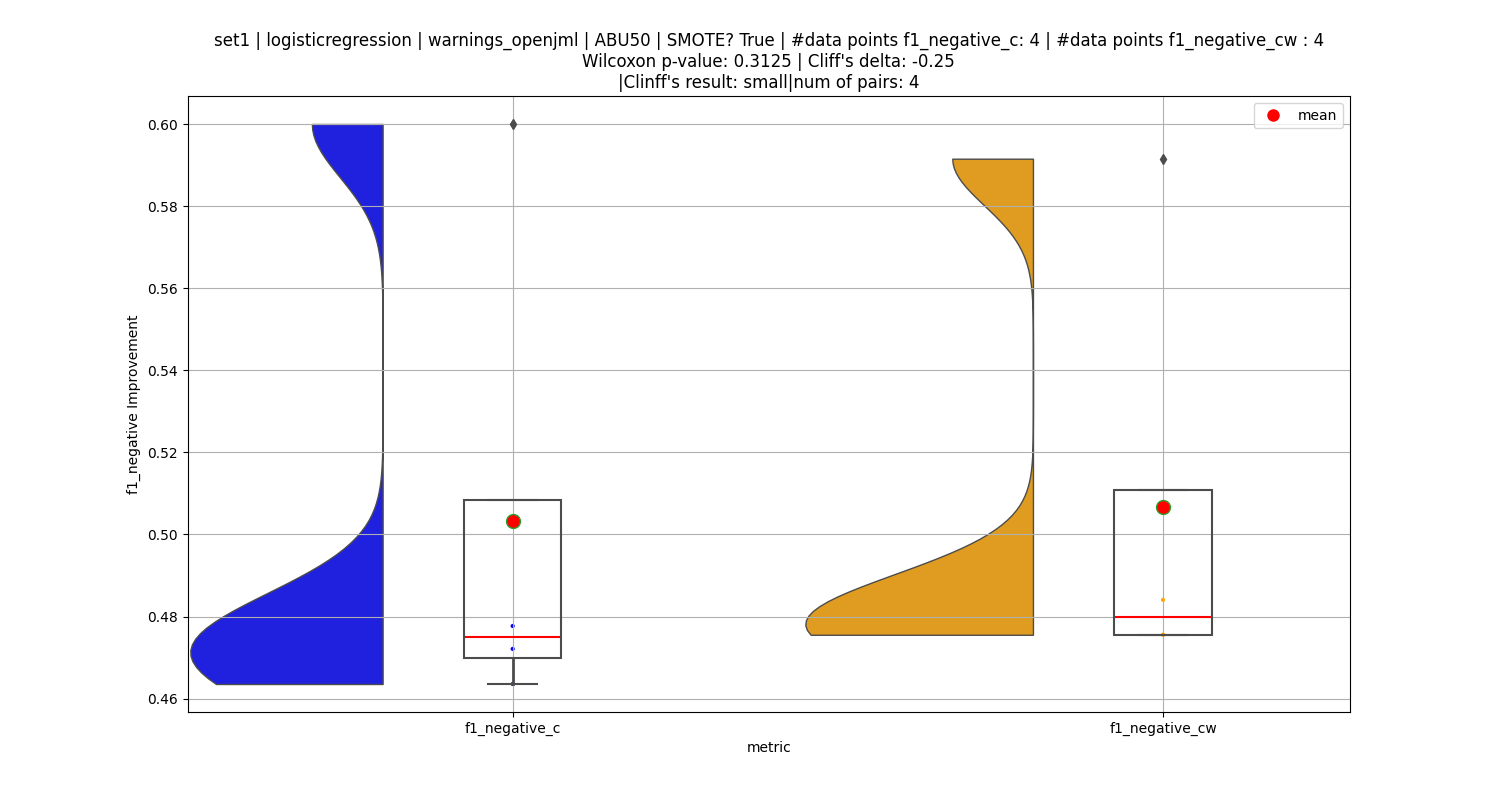 set1 | logisticregression | warnings_openjml | ABU50 | SMOTE? True | #data points f1_negative_c: 4 | #data points f1_negative_cw : 4
Wilcoxon p-value: 0.3125 | Cliff's delta: -0.25
|Clinff's result: small|num of pairs: 4
mean
0.60
0.58
0.56
0.54
0.52
0.50
0.48
0.46
f1_negative Improvement
f1_negative_c
f1_negative_cw
metric